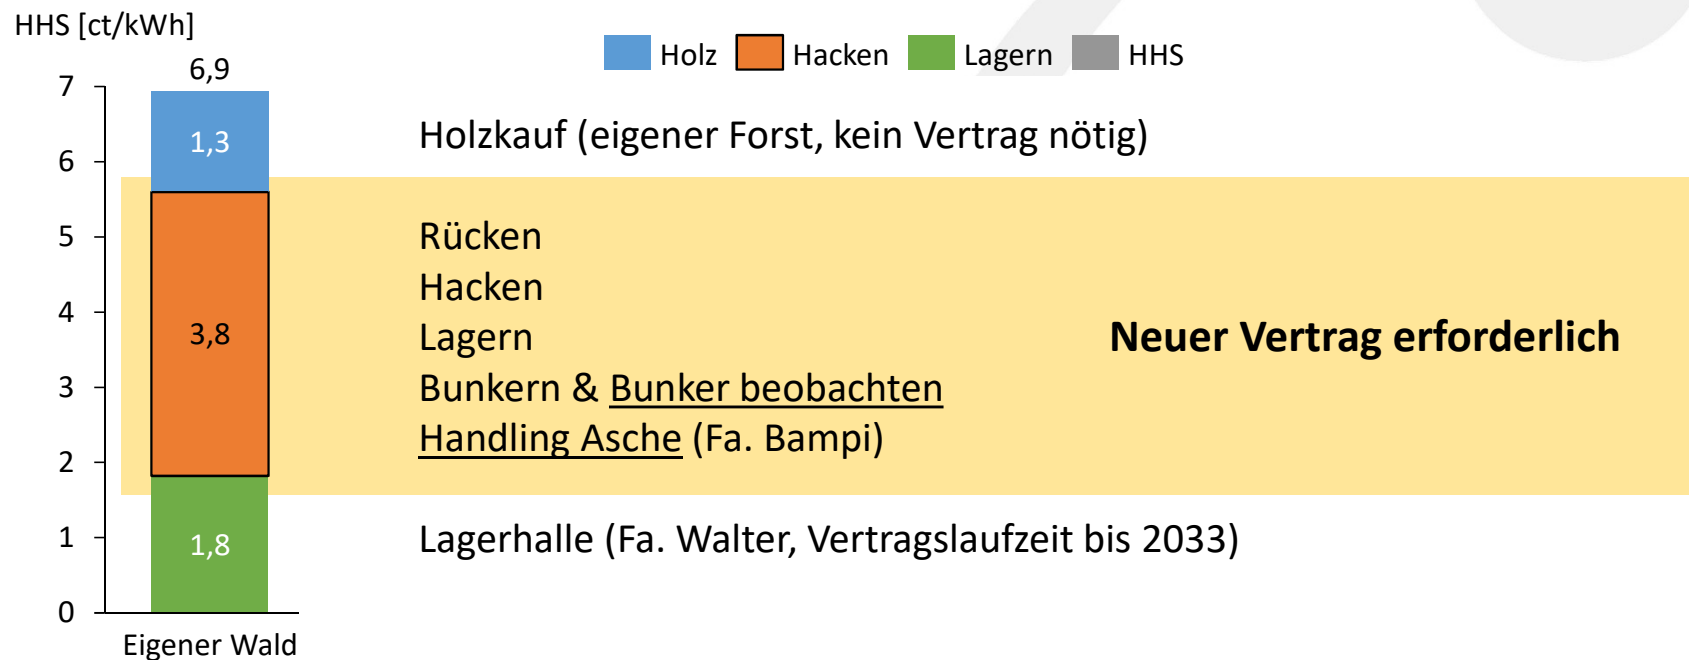 HHS [ct/kWh]
Holz Hacken Lagern HHS
6,9
7
6
5
4
3
2
1
0
1,3
3,8
1,8
Eigener Wald
Holzkauf (eigener Forst, kein Vertrag nötig)
Rücken
Hacken
Lagern
Bunkern & Bunker beobachten
Handling Asche (Fa. Bampi)
Neuer Vertrag erforderlich
Lagerhalle (Fa. Walter, Vertragslaufzeit bis 2033)